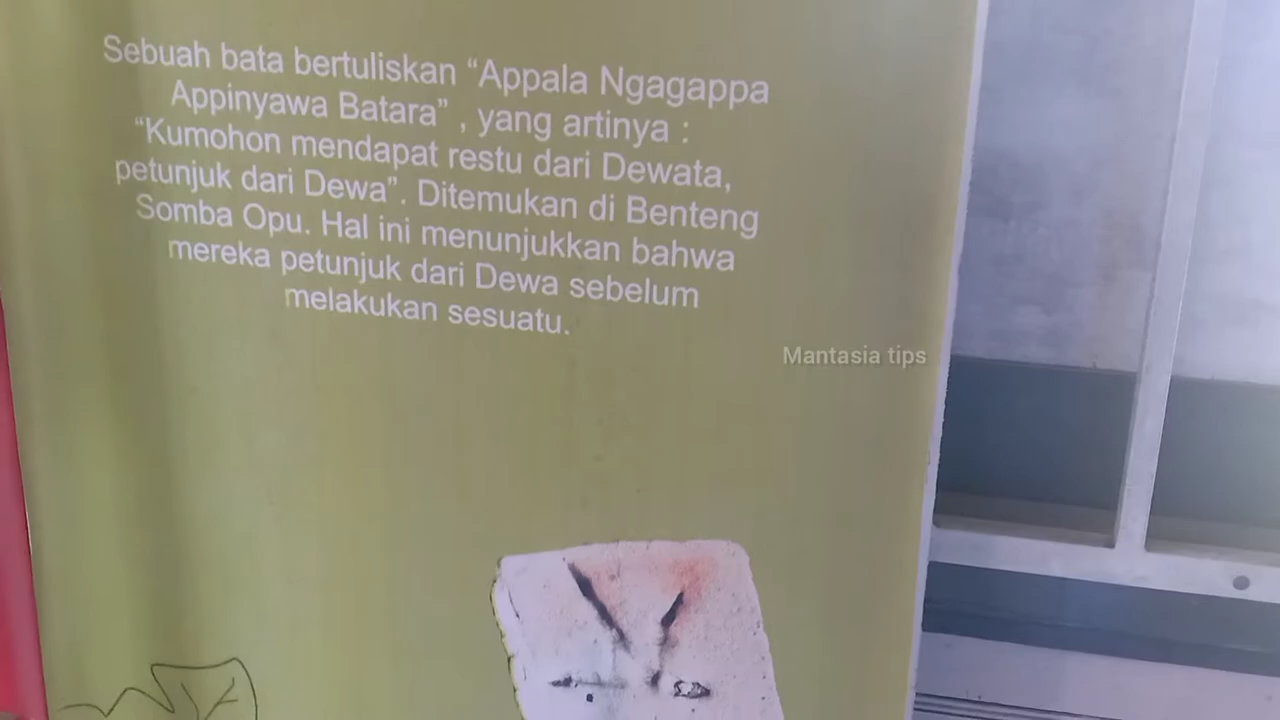 Sebuah bata bertuliskan “Appala Ngagappa
Appinyawa Batara” , yang artinya :
“Kumohon mendapat restu dari Dewata,
petunjuk dari Dewa”. Ditemukan di Benteng
Somba Opu. Hal ini menunjukkan bahwa
mereka petunjuk dari Dewa sebelum
melakukan sesuatu.
Mantasia tips